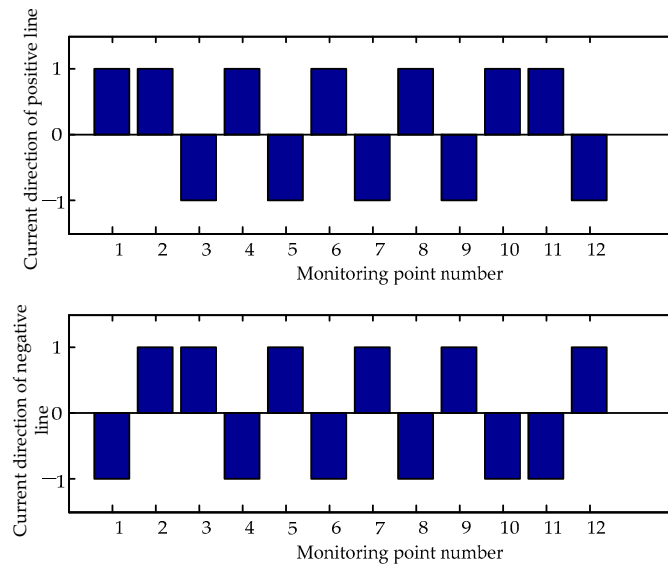 Current direction of positive line
1
0
−1
1 2 3 4 5 6 7 8 9 10 11 12
Monitoring point number
Current direction of negative
line
1
0
−1
1 2 3 4 5 6 7 8 9 10 11 12
Monitoring point number